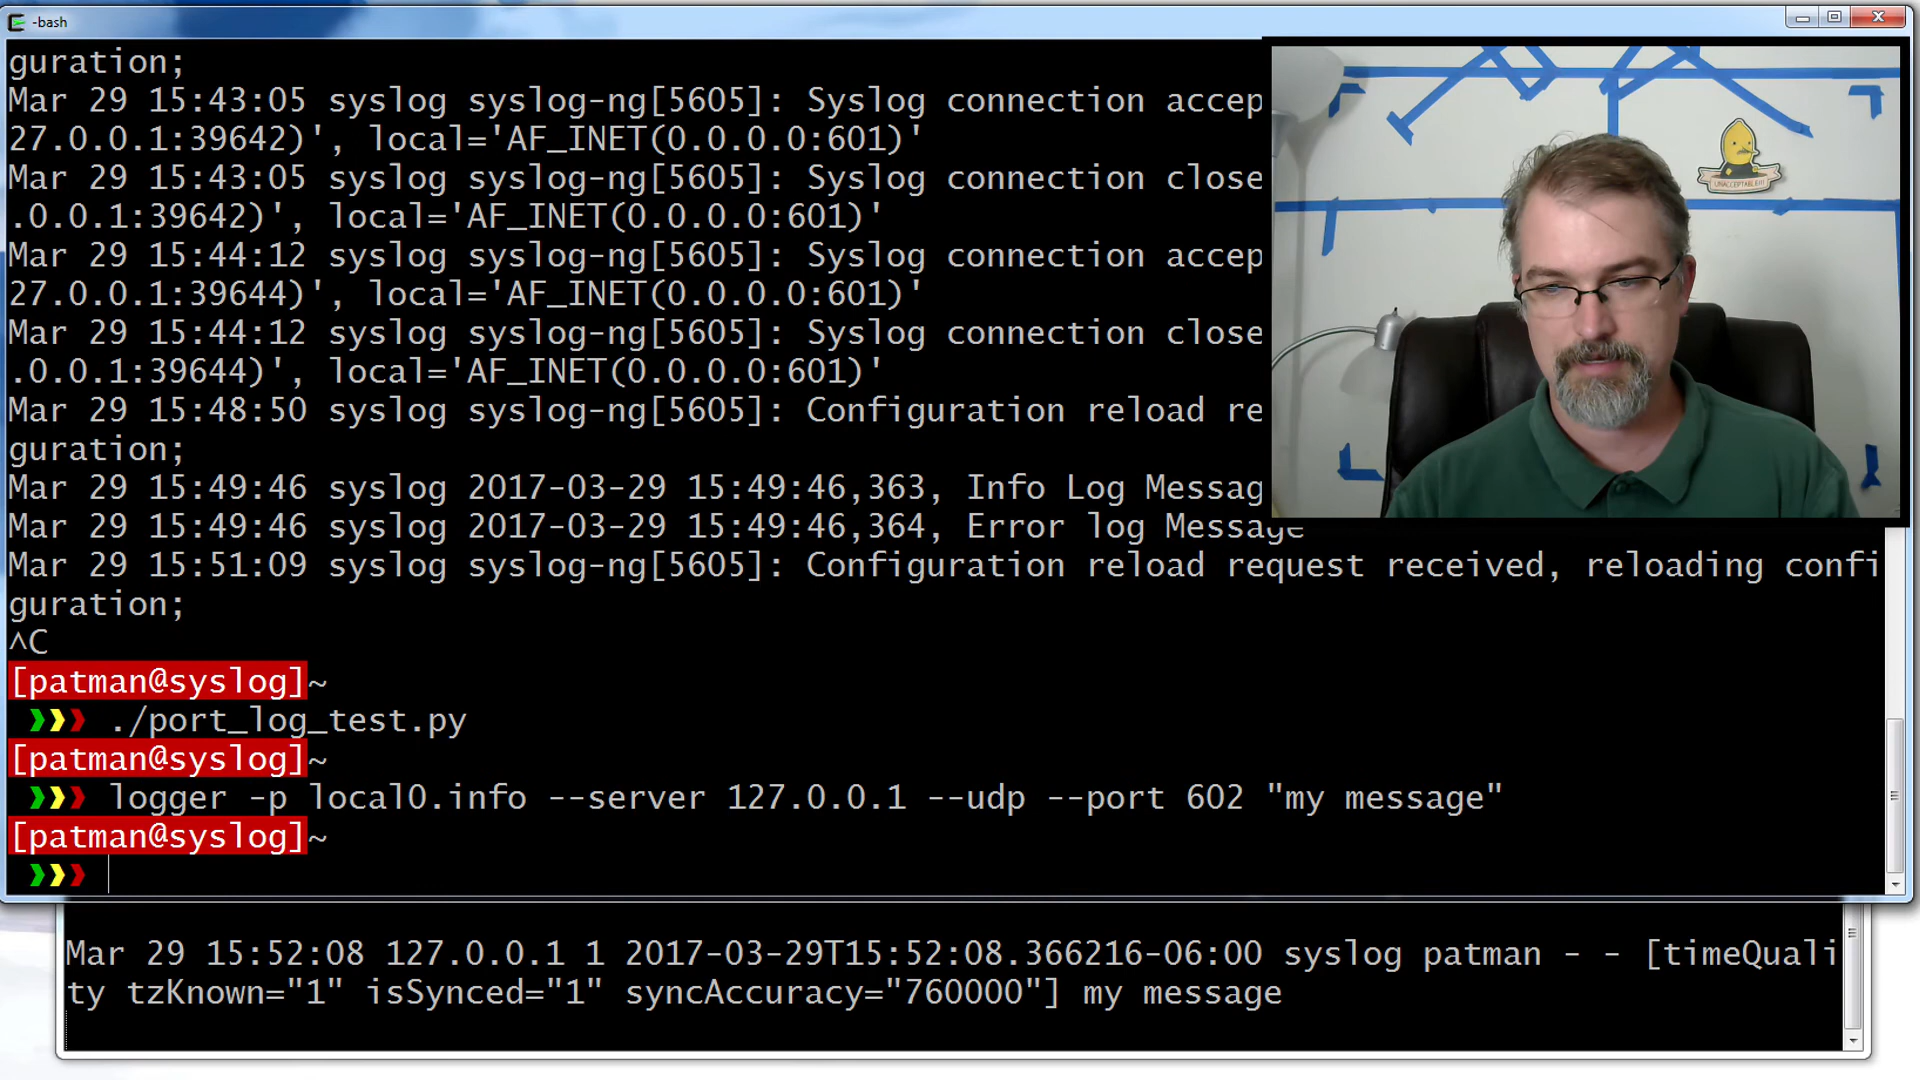 -bash
guration;
Mar 29 15:43:05 syslog syslog-ng[5605]: Syslog connection accep
27.0.0.1:39642)', local='AF_INET(0.0.0.0:601)'
Mar 29 15:43:05 syslog syslog-ng[5605]: Syslog connection close
.0.0.1:39642)', local='AF_INET(0.0.0.0:601)'
Mar 29 15:44:12 syslog syslog-ng[5605]: Syslog connection accep
27.0.0.1:39644)', local='AF_INET(0.0.0.0:601)'
Mar 29 15:44:12 syslog syslog-ng[5605]: Syslog connection close
.0.0.1:39644)', local='AF_INET(0.0.0.0:601)'
Mar 29 15:48:50 syslog syslog-ng[5605]: Configuration reload re
guration;
Mar 29 15:49:46 syslog 2017-03-29 15:49:46,363, Info Log Messag
Mar 29 15:49:46 syslog 2017-03-29 15:49:46,364, Error log Message
Mar 29 15:51:09 syslog syslog-ng[5605]: Configuration reload request received, reloading confi
guration;
^C
[patman@syslog]~
❯❯❯ ./port_log_test.py
[patman@syslog]~
❯❯❯ logger -p local0.info --server 127.0.0.1 --udp --port 602 "my message"
[patman@syslog]~
❯❯❯
Mar 29 15:52:08 127.0.0.1 1 2017-03-29T15:52:08.366216-06:00 syslog patman - - [timeQuali
ty tzKnown="1" isSynced="1" syncAccuracy="760000"] my message
UNACCEPTABLE!!!